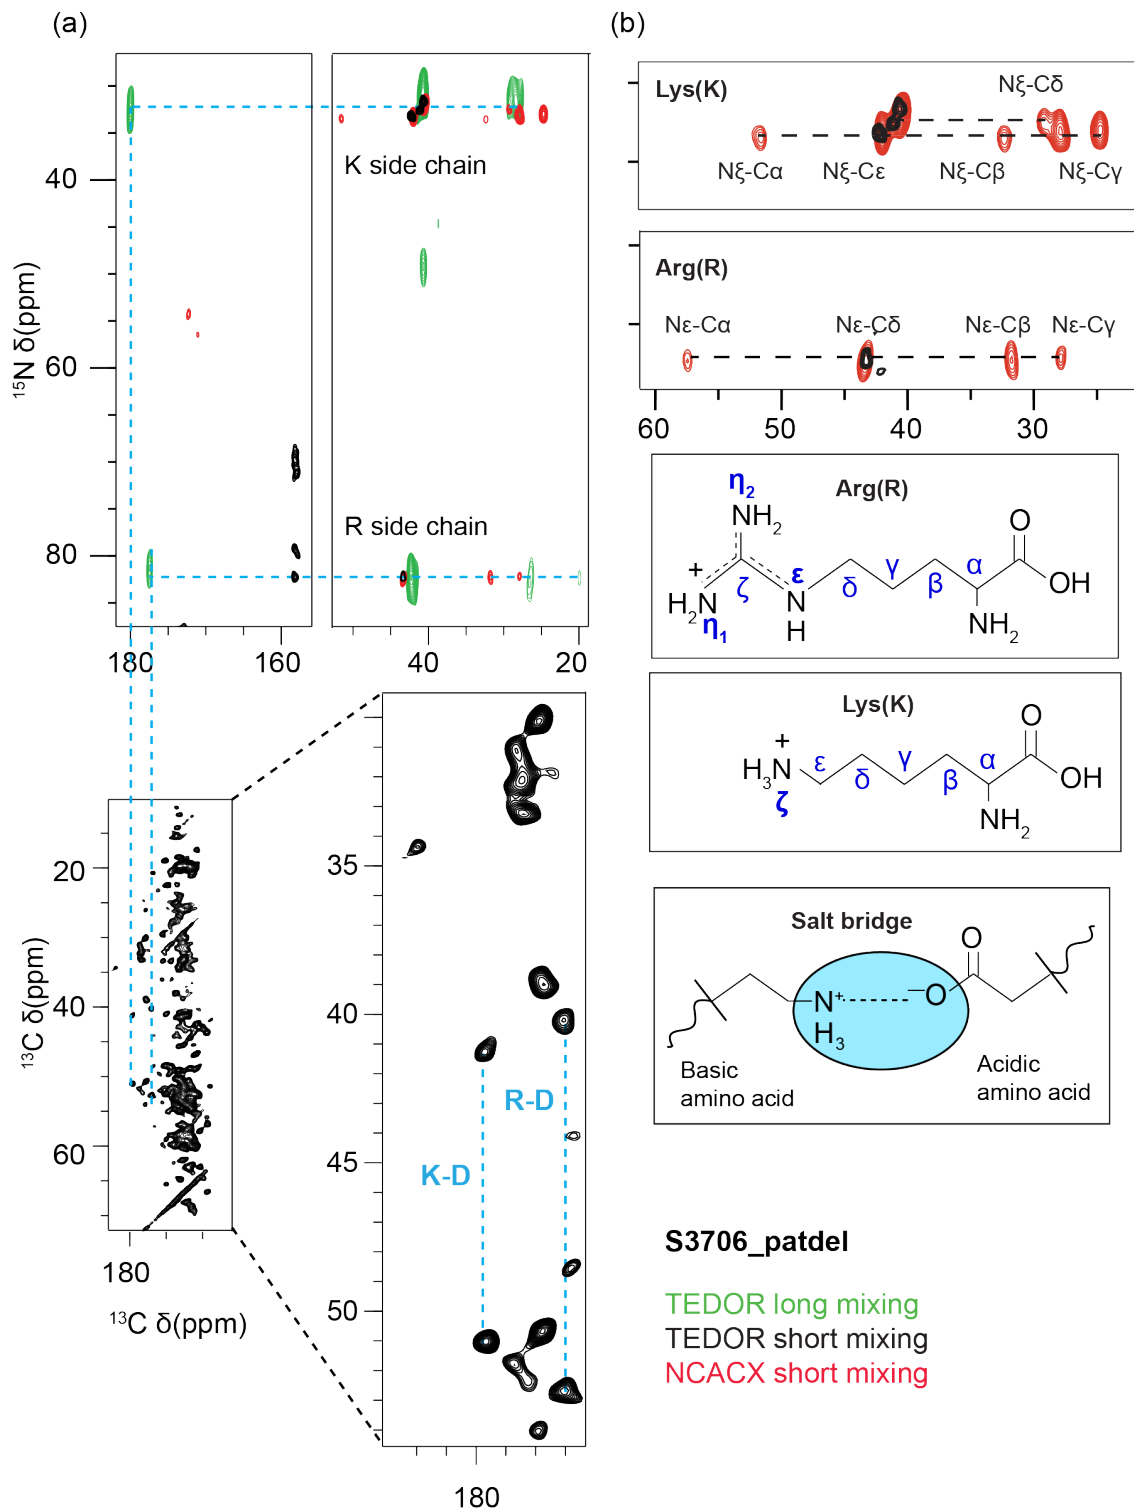 (a)
(b)
K side chain
R side chain
40
60
80
¹⁵N δ(ppm)
180
160
40
20
Lys(K)
Nξ-Cδ
Nξ-Cα
Nξ-Cε
Nξ-Cβ
Nξ-Cγ
Arg(R)
Nε-Cα
Nε-Cδ
Nε-Cβ
Nε-Cγ
60
50
40
30
Arg(R)
η₂
NH₂
+
H₂N
η₁
ζ
ε
N
H
δ
γ
β
α
O
OH
NH₂
Lys(K)
+
H₃N
ζ
ε
δ
γ
β
α
O
OH
NH₂
Salt bridge
N⁺
H₃
⁻O
O
Basic
amino acid
Acidic
amino acid
20
40
60
¹³C δ(ppm)
180
¹³C δ(ppm)
35
40
45
50
R-D
K-D
180
S3706_patdel
TEDOR long mixing
TEDOR short mixing
NCACX short mixing